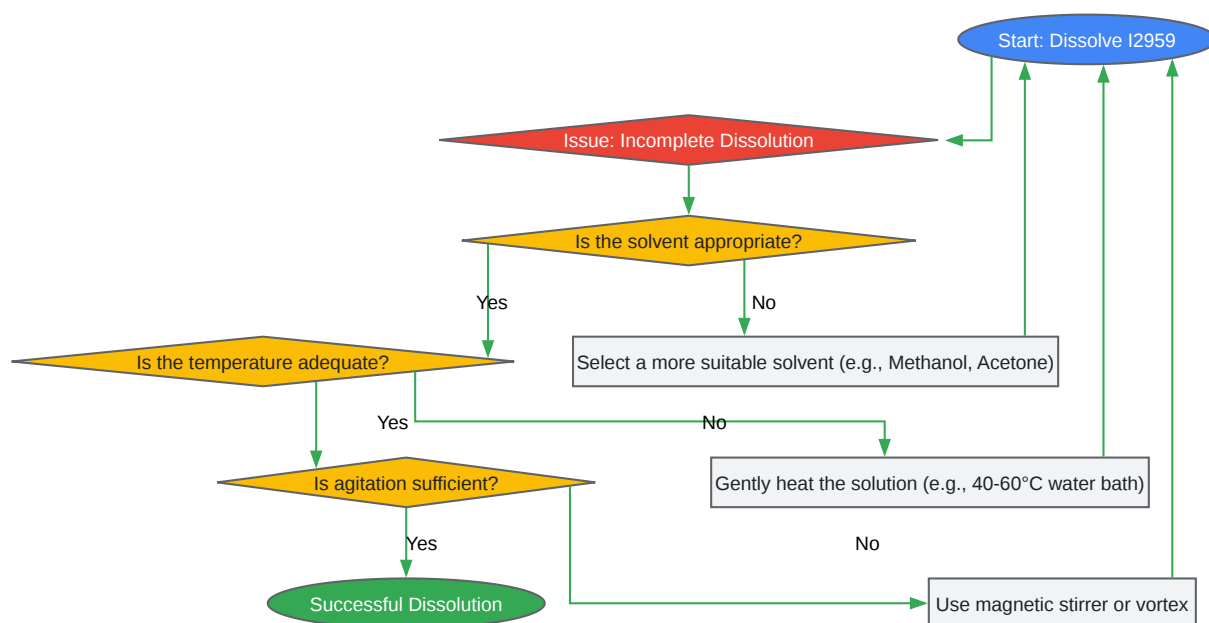 Start: Dissolve I2959
Issue: Incomplete Dissolution
Is the solvent appropriate?
Yes
No
Is the temperature adequate?
Select a more suitable solvent (e.g., Methanol, Acetone)
Yes
No
Is agitation sufficient?
Gently heat the solution (e.g., 40-60°C water bath)
Yes
No
Successful Dissolution
Use magnetic stirrer or vortex